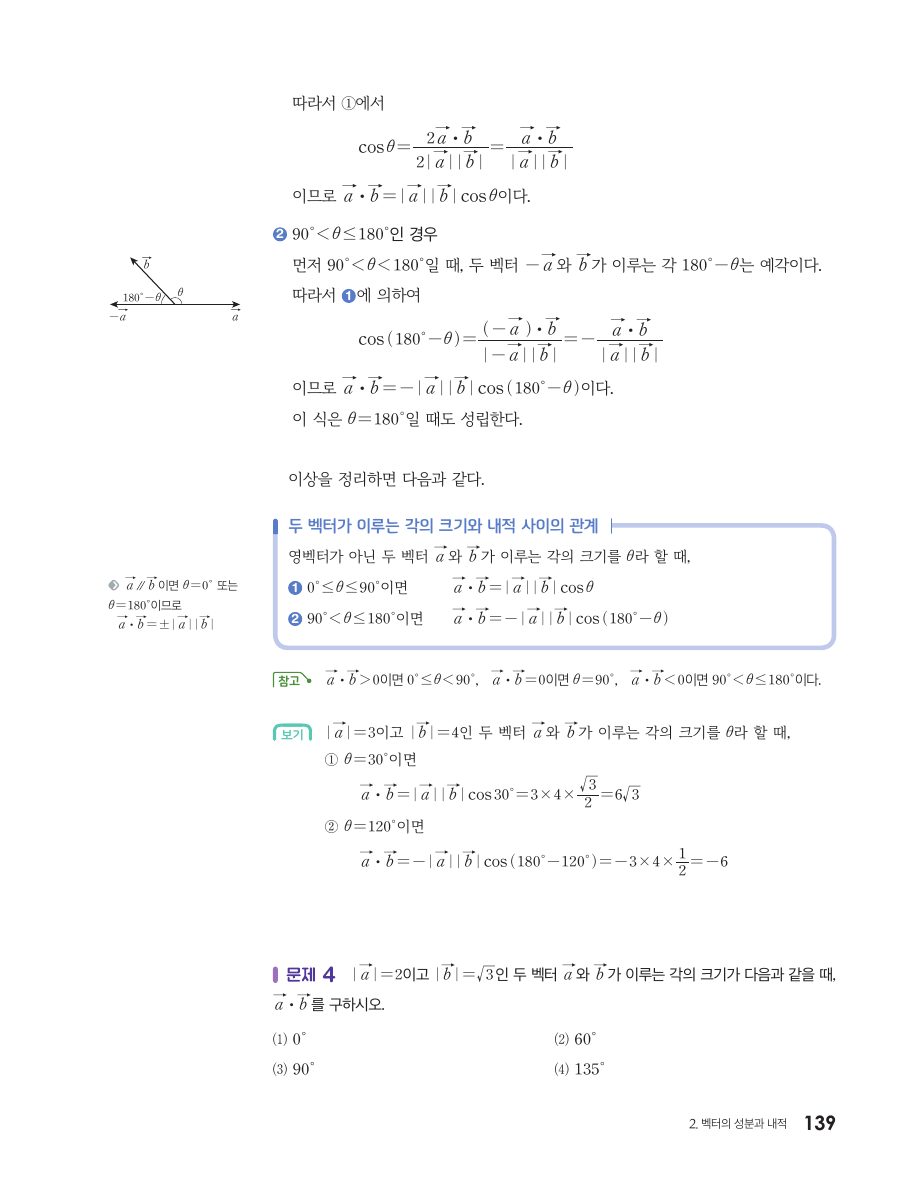 따라서 ①에서
cosθ=2a⃗•b⃗/2|a⃗||b⃗|=a⃗•b⃗/|a⃗||b⃗|
이므로 a⃗•b⃗=|a⃗||b⃗|cosθ이다.
❷ 90°<θ≤180°인 경우
먼저 90°<θ<180°일 때, 두 벡터 -a⃗와 b⃗가 이루는 각 180°-θ는 예각이다.
따라서 ❶에 의하여
b⃗
180°-θ θ
-a⃗ a⃗
cos(180°-θ)=(-a⃗)•b⃗/|-a⃗||b⃗|=-a⃗•b⃗/|a⃗||b⃗|
이므로 a⃗•b⃗=-|a⃗||b⃗|cos(180°-θ)이다.
이 식은 θ=180°일 때도 성립한다.
이상을 정리하면 다음과 같다.
두 벡터가 이루는 각의 크기와 내적 사이의 관계
영벡터가 아닌 두 벡터 a⃗와 b⃗가 이루는 각의 크기를 θ라 할 때,
❶ 0°≤θ≤90°이면 a⃗•b⃗=|a⃗||b⃗|cosθ
❷ 90°<θ≤180°이면 a⃗•b⃗=-|a⃗||b⃗|cos(180°-θ)
a⃗∥b⃗이면 θ=0° 또는
θ=180°이므로
a⃗•b⃗=±|a⃗||b⃗|
참고 a⃗•b⃗>0이면 0°≤θ<90°, a⃗•b⃗=0이면 θ=90°, a⃗•b⃗<0이면 90°<θ≤180°이다.
보기 |a⃗|=3이고 |b⃗|=4인 두 벡터 a⃗와 b⃗가 이루는 각의 크기를 θ라 할 때,
① θ=30°이면
a⃗•b⃗=|a⃗||b⃗|cos30°=3×4×√3/2=6√3
② θ=120°이면
a⃗•b⃗=-|a⃗||b⃗|cos(180°-120°)=-3×4×1/2=-6
문제 4 |a⃗|=2이고 |b⃗|=√3인 두 벡터 a⃗와 b⃗가 이루는 각의 크기가 다음과 같을 때,
a⃗•b⃗를 구하시오.
(1) 0° (2) 60°
(3) 90° (4) 135°
2. 벡터의 성분과 내적 139